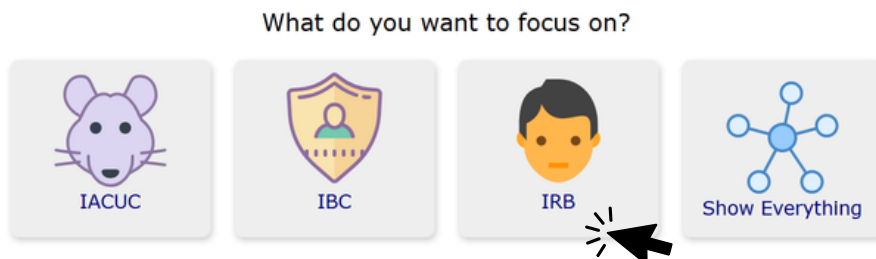 What do you want to focus on?
IACUC
IBC
IRB
Show Everything